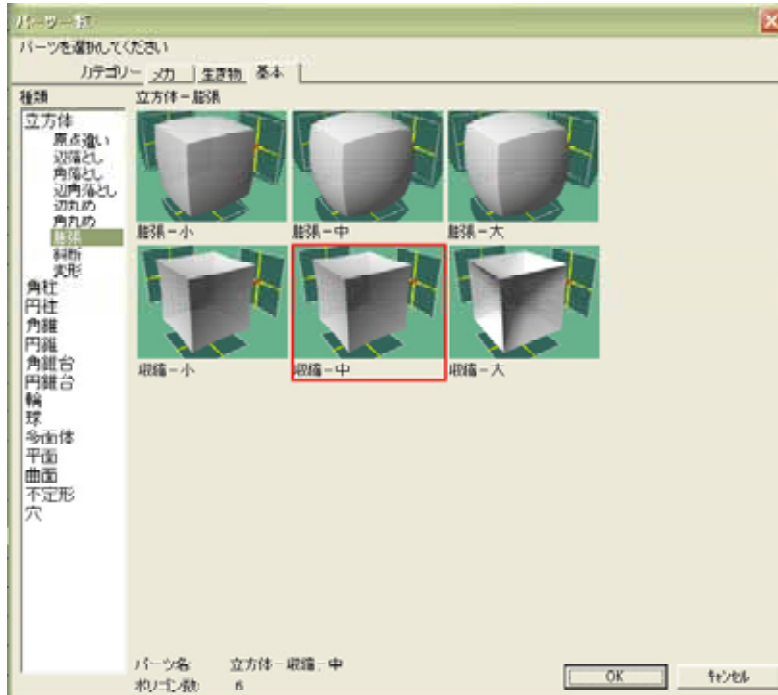 パーツ一覧
パーツを選択してください
カテゴリー メカ 生き物 基本
種類
立方体
原点違い
辺落とし
角落とし
辺角落とし
辺丸め
角丸め
膨張
斜断
変形
角柱
円柱
角錐
円錐
角錐台
円錐台
輪
球
多面体
平面
曲面
不定形
穴
立方体-膨張
膨張-小 膨張-中 膨張-大
収縮-小 収縮-中 収縮-大
パーツ名 立方体-収縮-中
ポリゴン数 6
OK キャンセル